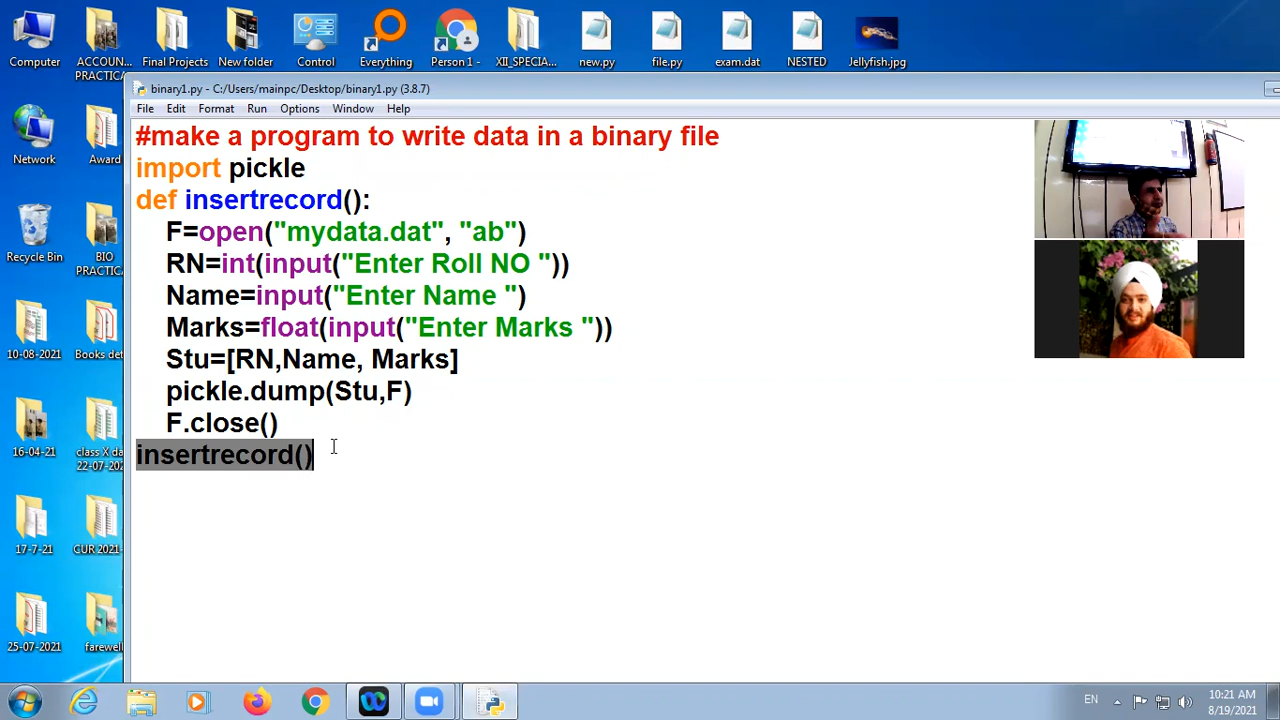 Computer
ACCOUN...
PRACTICA
Final Projects
New folder
Control
Everything
Person 1 -
XII_SPECIA...
new.py
file.py
exam.dat
NESTED
Jellyfish.jpg
binary1.py - C:/Users/mainpc/Desktop/binary1.py (3.8.7)
File Edit Format Run Options Window Help
#make a program to write data in a binary file
import pickle
def insertrecord():
F=open("mydata.dat", "ab")
RN=int(input("Enter Roll NO "))
Name=input("Enter Name ")
Marks=float(input("Enter Marks "))
Stu=[RN,Name, Marks]
pickle.dump(Stu,F)
F.close()
insertrecord()
Network
Award
Recycle Bin
BIO
PRACTICA
10-08-2021
Books det
16-04-21
class X da
22-07-202
17-7-21
CUR 2021-
25-07-2021
farewell
EN
10:21 AM
8/19/2021